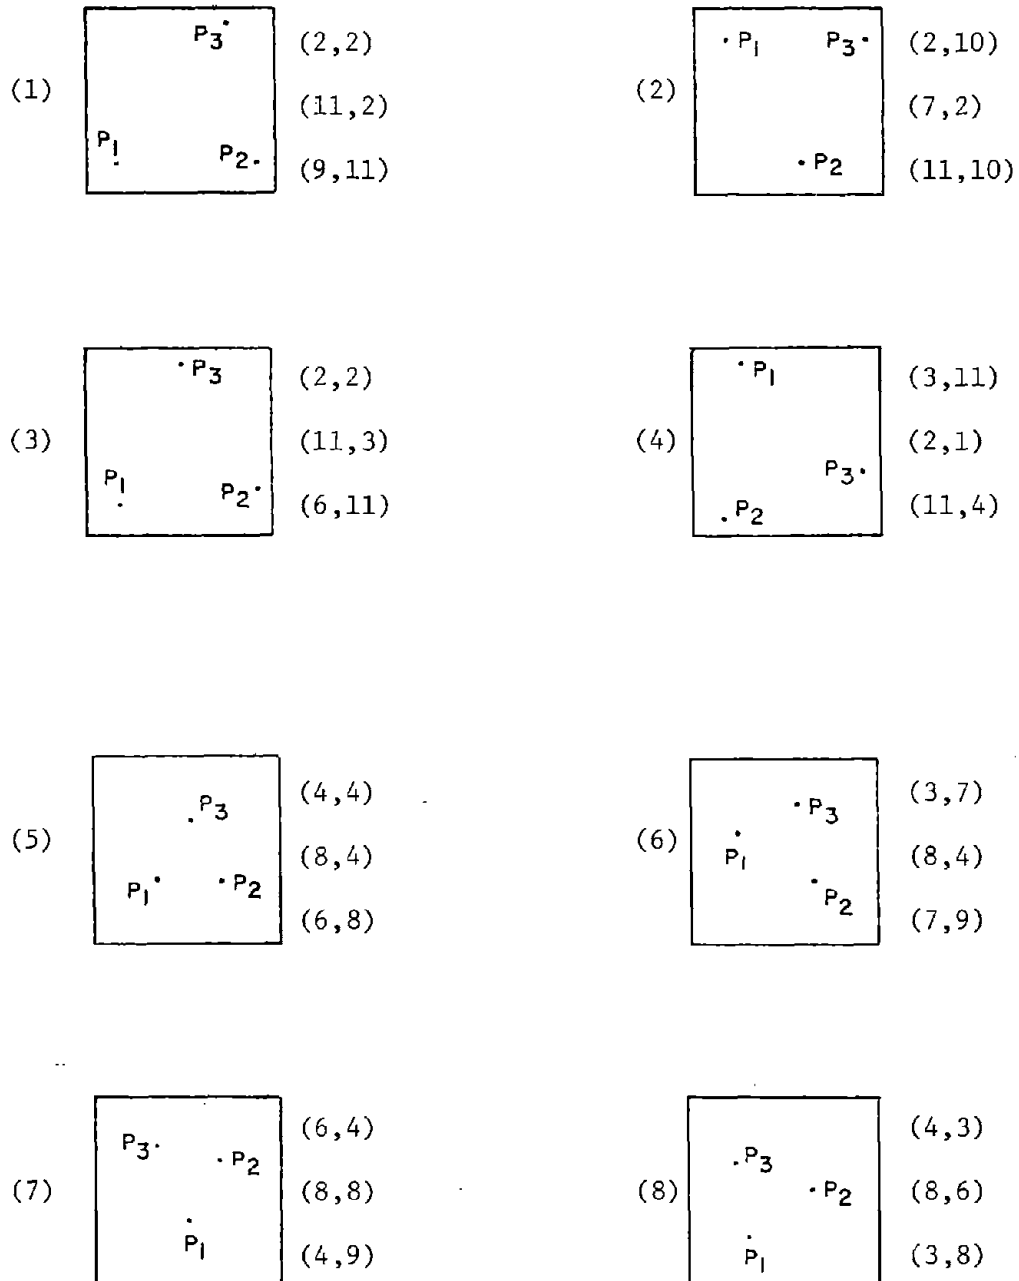 (1) P3 (2,2)
(11,2)
P1 P2 (9,11)
(2) P1 P3 (2,10)
(7,2)
P2 (11,10)
(3) P3 (2,2)
(11,3)
P1 P2 (6,11)
(4) P1 (3,11)
(2,1)
P3
P2 (11,4)
(5) P3 (4,4)
(8,4)
P1 P2 (6,8)
(6) P3 (3,7)
P1 (8,4)
P2 (7,9)
(7) P3 P2 (6,4)
(8,8)
P1 (4,9)
(8) P3 (4,3)
P2 (8,6)
P1 (3,8)